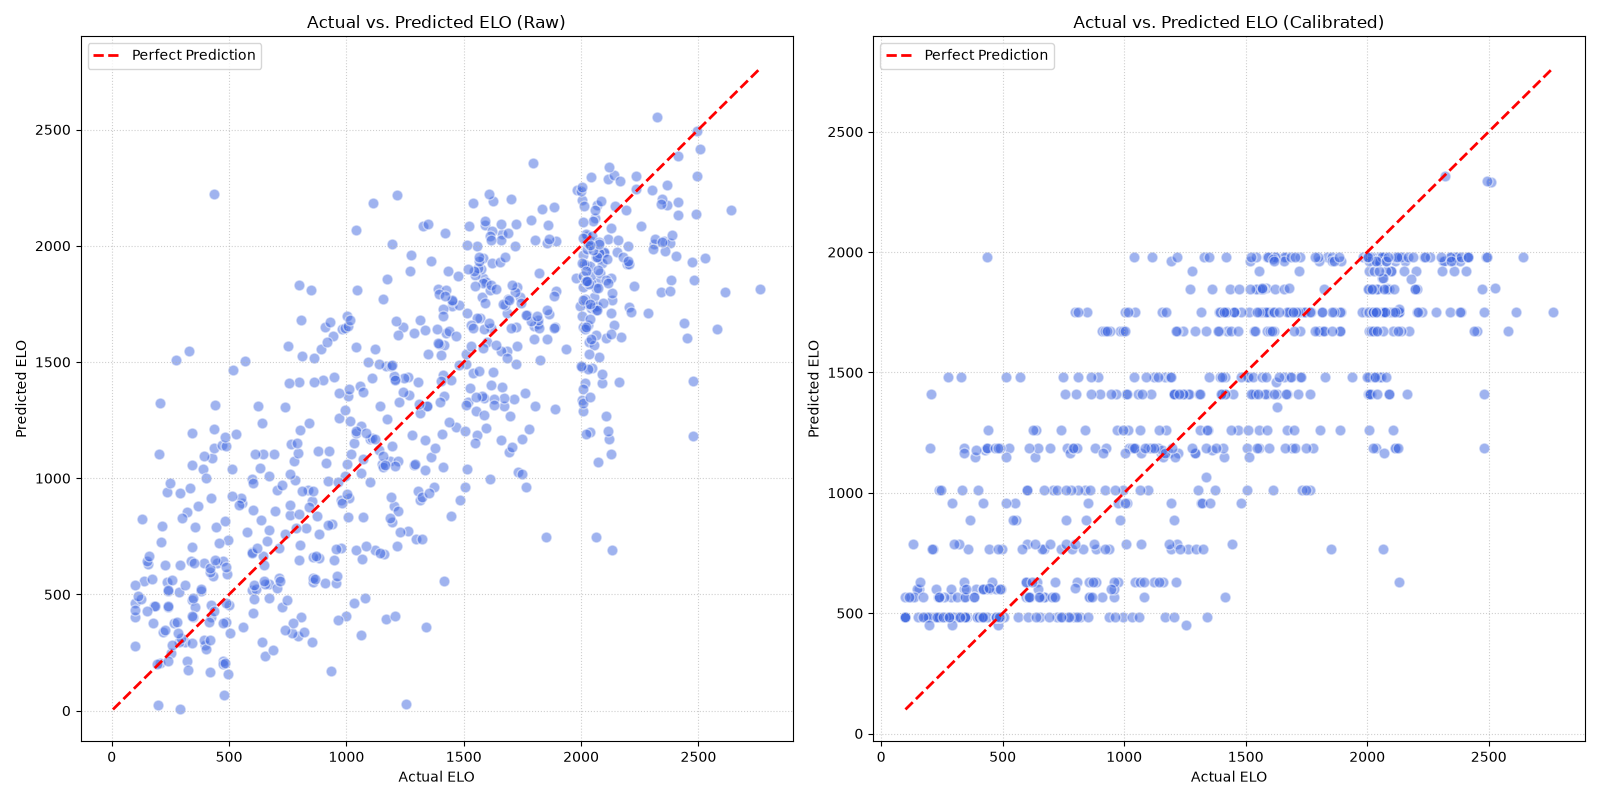 Actual vs. Predicted ELO (Raw)
Perfect Prediction
2500
2000
1500
1000
500
0
Predicted ELO
0 500 1000 1500 2000 2500
Actual ELO
Actual vs. Predicted ELO (Calibrated)
Perfect Prediction
2500
2000
1500
1000
500
0
Predicted ELO
0 500 1000 1500 2000 2500
Actual ELO